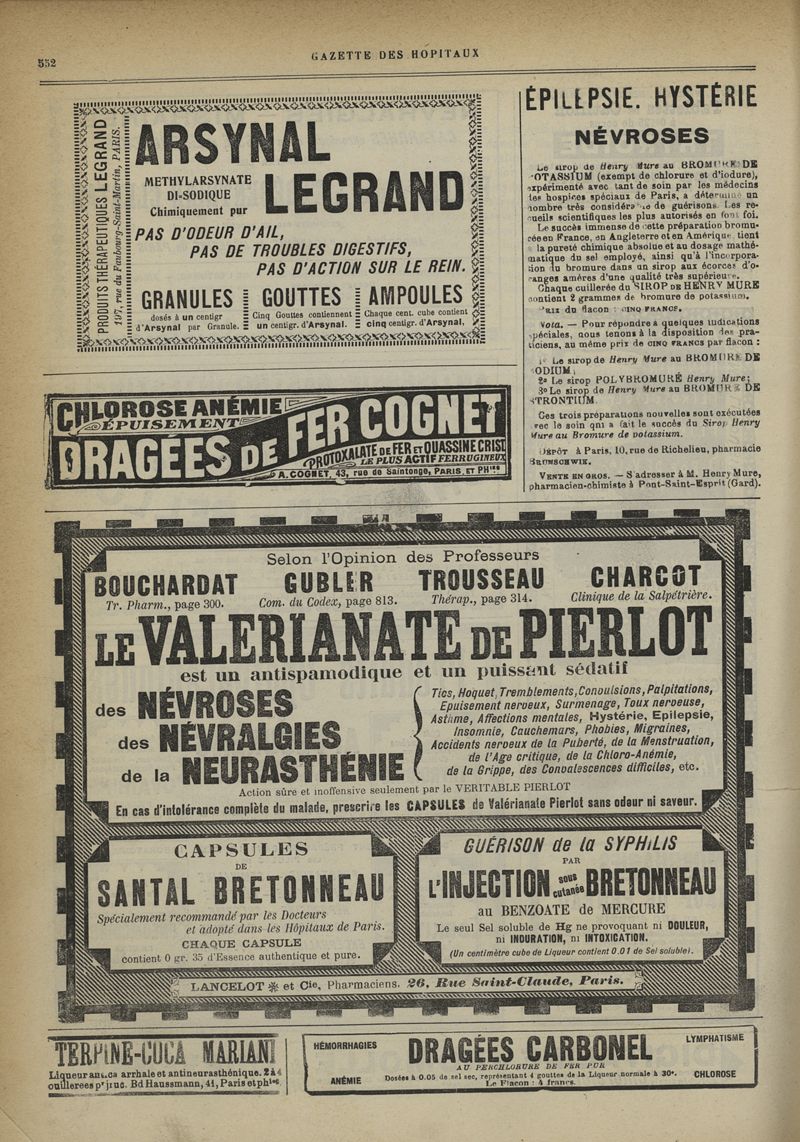 552
GAZETTE DES HÔPITAUX
PRODUITS THÉRAPEUTIQUES LEGRAND
197, rue du Faubourg-Saint-Martin, PARIS.
ARSYNAL
METHYLARSYNATE
DI-SODIQUE
Chimiquement pur
LEGRAND
PAS D'ODEUR D'AIL,
PAS DE TROUBLES DIGESTIFS,
PAS D'ACTION SUR LE REIN.
GRANULES
dosés à un centigr
d'Arsynal par Granule.
GOUTTES
Cinq Gouttes contiennent
un centigr. d'Arsynal.
AMPOULES
Chaque cent. cube contient
cinq centigr. d'Arsynal.
CHLOROSE ANÉMIE
ÉPUISEMENT
DRAGÉES DE FER COGNET
PROTOXALATE DE FER ET QUASSINE CRIST
LE PLUS ACTIF FERRUGINEUX
A. COGNET, 43, rue de Saintonge, PARIS ET PHies
ÉPILEPSIE. HYSTÉRIE
NÉVROSES
Le sirop de Henry Mure au BROMURE DE
POTASSIUM (exempt de chlorure et d'iodure),
expérimenté avec tant de soin par les médecins
des hospices spéciaux de Paris, a déterminé un
nombre très considérable de guérisons. Les re-
cueils scientifiques les plus autorisés en font foi.
Le succès immense de cette préparation bromu-
rée en France, en Angleterre et en Amérique, tient
à la pureté chimique absolue et au dosage mathé-
matique du sel employé, ainsi qu'à l'incorpora-
tion du bromure dans un sirop aux écorces d'o-
ranges amères d'une qualité très supérieure.
Chaque cuillerée du SIROP DE HENRY MURE
contient 2 grammes de bromure de potassium.
Prix du flacon : CINQ FRANCS.
Nota. — Pour répondre à quelques indications
spéciales, nous tenons à la disposition des pra-
ticiens, au même prix de CINQ FRANCS par flacon :
1º Le sirop de Henry Mure au BROMURE DE
SODIUM;
2º Le sirop POLYBROMURÉ Henry Mure;
3º Le sirop de Henry Mure au BROMURE DE
STRONTIUM.
Ces trois préparations nouvelles sont exécutées
avec le soin qui a fait le succès du Sirop Henry
Mure au Bromure de potassium.
DÉPÔT à Paris, 10, rue de Richelieu, pharmacie
BRUNSCHWIK.
VENTE EN GROS. — S'adresser à M. Henry Mure,
pharmacien-chimiste à Pont-Saint-Esprit (Gard).
Selon l'Opinion des Professeurs
BOUCHARDAT GUBLER TROUSSEAU CHARCOT
Tr. Pharm., page 300. Com. du Codex, page 813. Thérap., page 314. Clinique de la Salpétrière.
LE VALERIANATE DE PIERLOT
est un antispamodique et un puissant sédatif
des NÉVROSES
des NÉVRALGIES
de la NEURASTHÉNIE
Tics, Hoquet, Tremblements, Convulsions, Palpitations,
Epuisement nerveux, Surmenage, Toux nerveuse,
Asthme, Affections mentales, Hystérie, Epilepsie,
Insomnie, Cauchemars, Phobies, Migraines,
Accidents nerveux de la Puberté, de la Menstruation,
de l'Age critique, de la Chloro-Anémie,
de la Grippe, des Convalescences difficiles, etc.
Action sûre et inoffensive seulement par le VERITABLE PIERLOT
En cas d'intolérance complète du malade, prescrire les CAPSULES de Valérianate Pierlot sans odeur ni saveur.
CAPSULES
DE
SANTAL BRETONNEAU
Spécialement recommandé par les Docteurs
et adopté dans les Hôpitaux de Paris.
CHAQUE CAPSULE
contient 0 gr. 35 d'Essence authentique et pure.
GUÉRISON de la SYPHILIS
PAR
L'INJECTION sous cutanée BRETONNEAU
au BENZOATE de MERCURE
Le seul Sel soluble de Hg ne provoquant ni DOULEUR,
ni INDURATION, ni INTOXICATION.
(Un centimètre cube de Liqueur contient 0.01 de Sel soluble).
LANCELOT et Cie, Pharmaciens. 26, Rue Saint-Claude, Paris.
TERPINE-COCA MARIANI
Liqueur anticatarrhale et antineurasthénique. 2 à 4
cuillerées pr jour. Bd Haussmann, 41, Paris et phies
HÉMORRHAGIES
ANÉMIE
DRAGÉES CARBONEL
AU PERCHLORURE DE FER PUR
Dosées à 0.05 de sel sec, représentant 4 gouttes de la Liqueur normale à 30º.
Le Flacon : 4 francs.
LYMPHATISME
CHLOROSE